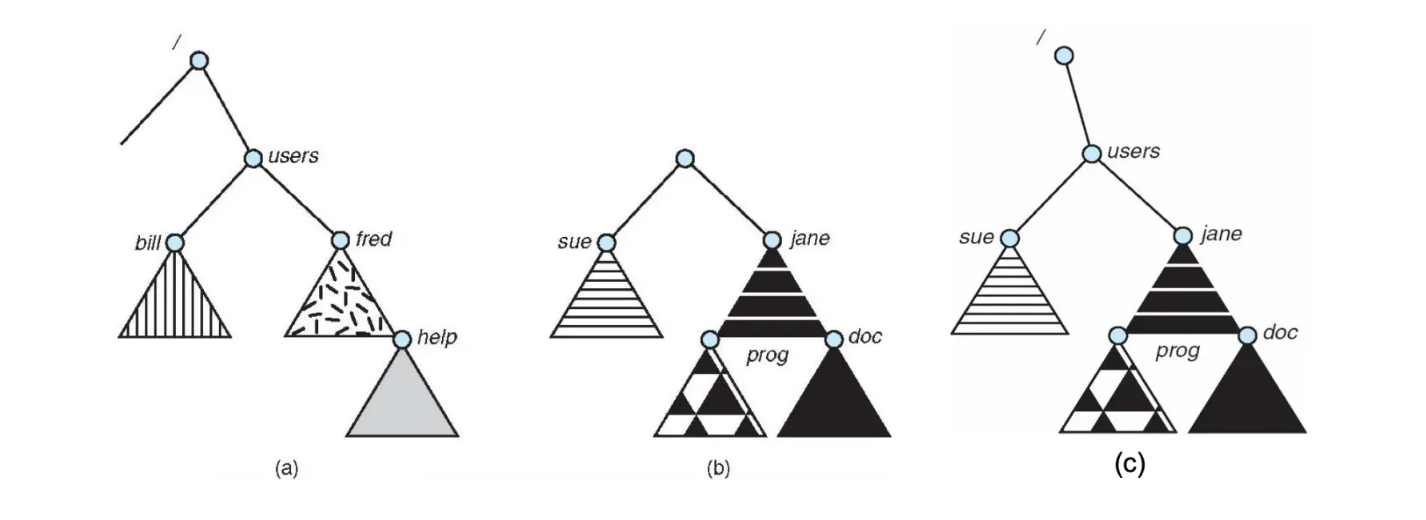 /
users
bill
fred
help
(a)
sue
jane
prog
doc
(b)
/
users
sue
jane
prog
doc
(c)